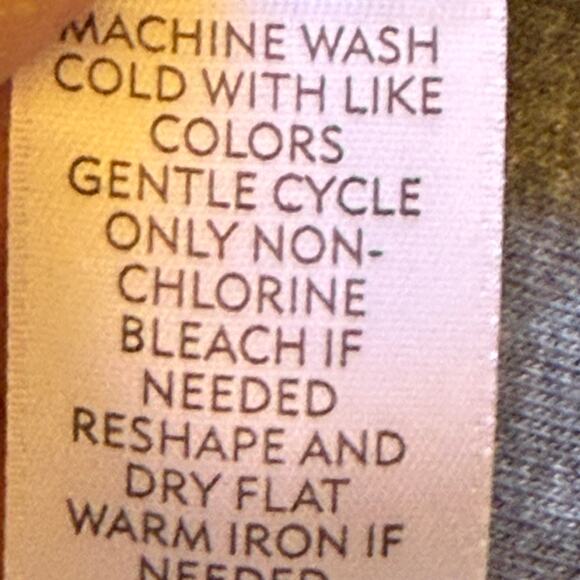 MACHINE WASH
COLD WITH LIKE
COLORS
GENTLE CYCLE
ONLY NON-
CHLORINE
BLEACH IF
NEEDED
RESHAPE AND
DRY FLAT
WARM IRON IF
NEEDED